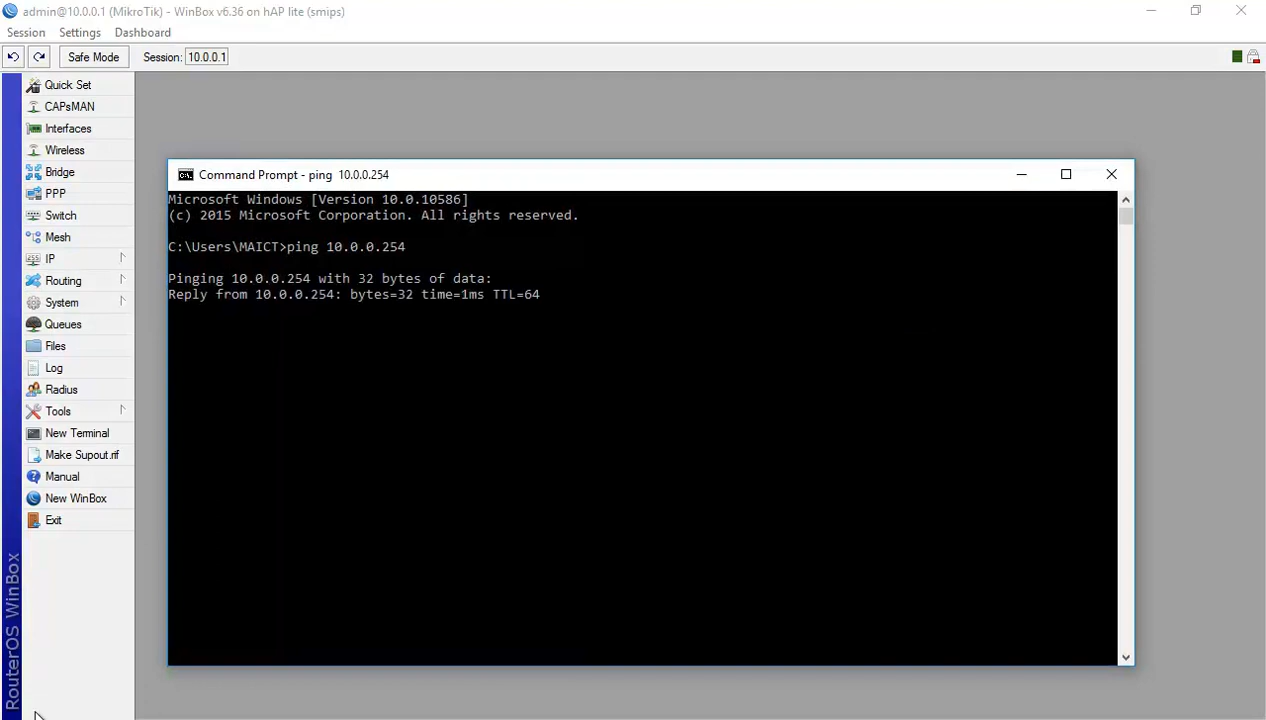 admin@10.0.0.1 (MikroTik) - WinBox v6.36 on hAP lite (smips)
Session Settings Dashboard
Safe Mode Session: 10.0.0.1
Quick Set
CAPsMAN
Interfaces
Wireless
Bridge
PPP
Switch
Mesh
IP
Routing
System
Queues
Files
Log
Radius
Tools
New Terminal
Make Supout.rif
Manual
New WinBox
Exit
RouterOS WinBox
Command Prompt - ping 10.0.0.254
Microsoft Windows [Version 10.0.10586]
(c) 2015 Microsoft Corporation. All rights reserved.
C:\Users\MAICT>ping 10.0.0.254
Pinging 10.0.0.254 with 32 bytes of data:
Reply from 10.0.0.254: bytes=32 time=1ms TTL=64